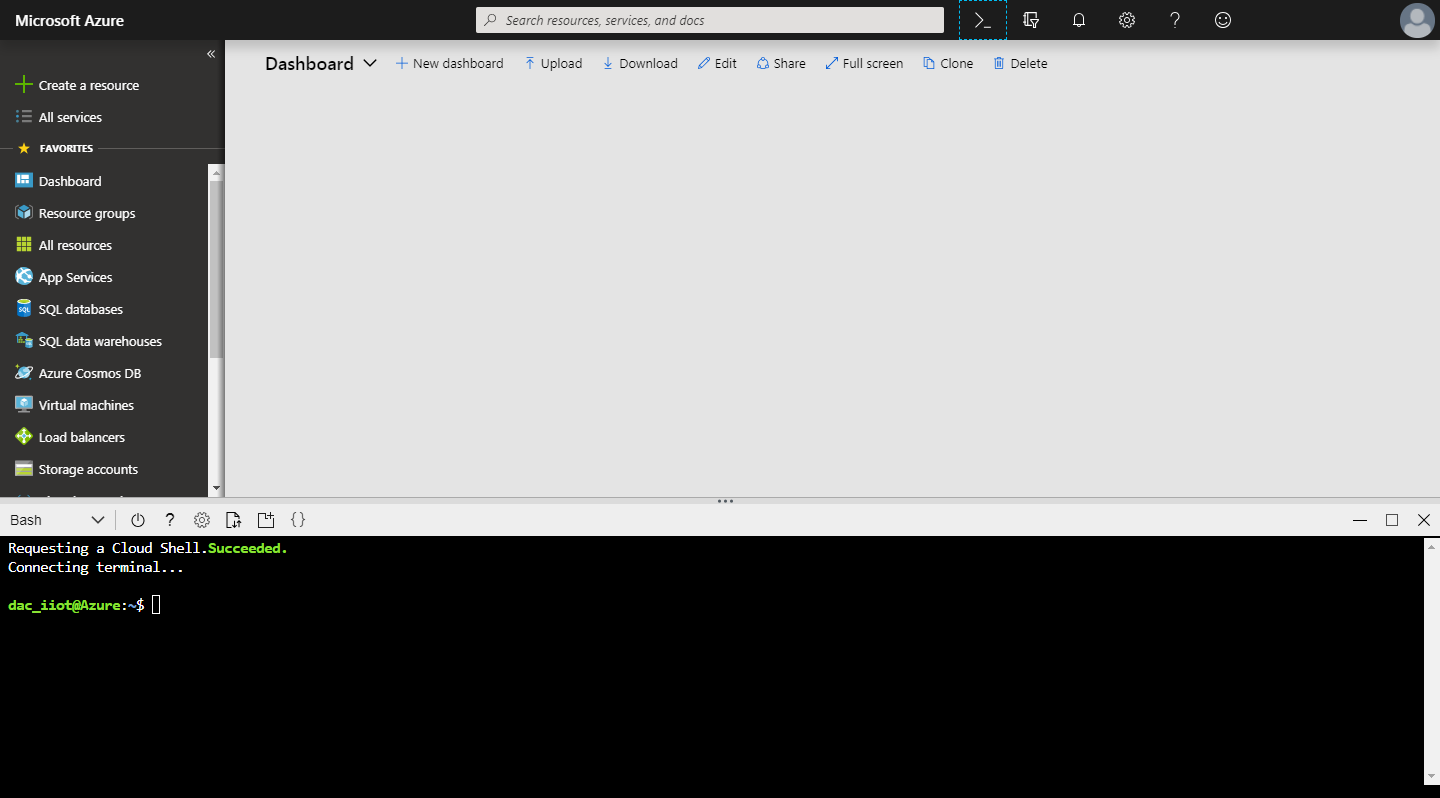 Microsoft Azure
Search resources, services, and docs
Create a resource
All services
FAVORITES
Dashboard
Resource groups
All resources
App Services
SQL databases
SQL data warehouses
Azure Cosmos DB
Virtual machines
Load balancers
Storage accounts
Dashboard New dashboard Upload Download Edit Share Full screen Clone Delete
Bash
Requesting a Cloud Shell.Succeeded.
Connecting terminal...
dac_iiot@Azure:~$